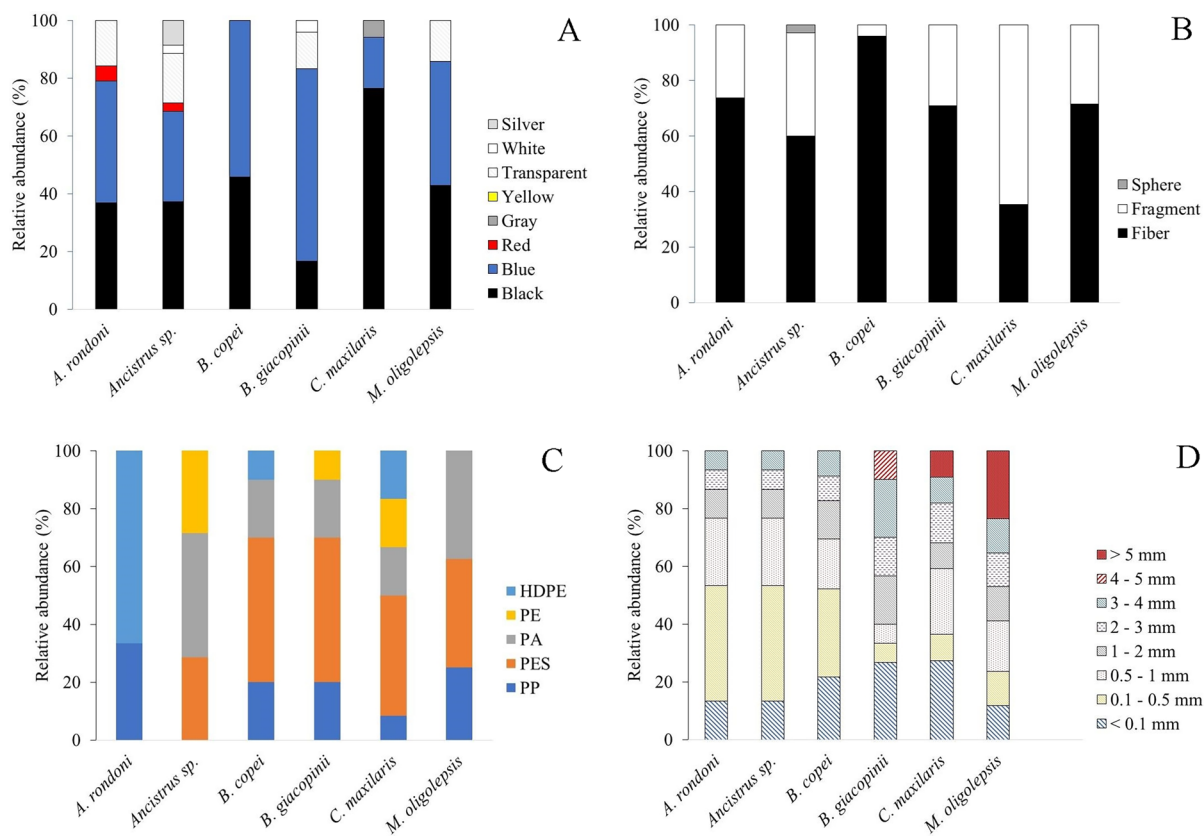 A
Relative abundance (%)
100
80
60
40
20
0
Silver
White
Transparent
Yellow
Gray
Red
Blue
Black
A. rondoni
Ancistrus sp.
B. copei
B. giacopinii
C. maxilaris
M. oligolepsis
B
Relative abundance (%)
100
80
60
40
20
0
Sphere
Fragment
Fiber
A. rondoni
Ancistrus sp.
B. copei
B. giacopinii
C. maxilaris
M. oligolepsis
C
Relative abundance (%)
100
80
60
40
20
0
HDPE
PE
PA
PES
PP
A. rondoni
Ancistrus sp.
B. copei
B. giacopinii
C. maxilaris
M. oligolepsis
D
Relative abundance (%)
100
80
60
40
20
0
> 5 mm
4 - 5 mm
3 - 4 mm
2 - 3 mm
1 - 2 mm
0.5 - 1 mm
0.1 - 0.5 mm
< 0.1 mm
A. rondoni
Ancistrus sp.
B. copei
B giacopinii
C. maxilaris
M. oligolepsis